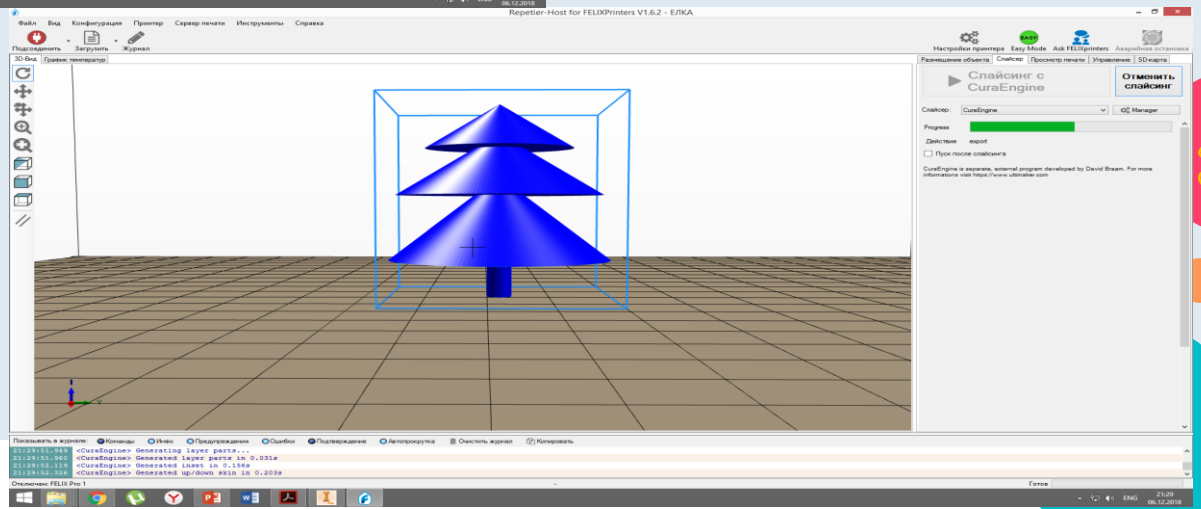 06.12.2018
Repetier-Host for FELIXPrinters V1.6.2 - ЕЛКА
Файл Вид Конфигурация Принтер Сервер печати Инструменты Справка
Подсоединить Загрузить Журнал
Настройки принтера Easy Mode Ask FELIXprinters Аварийная остановка
EASY
3D-Вид График температур
Размещение объекта Слайсер Просмотр печати Управление SD карта
Слайсинг с CuraEngine
Отменить слайсинг
Слайсер: CuraEngine Manager
Progress
Действие export
Пуск после слайсинга
CuraEngine is separate, external program developed by David Braam. For more
informations visit https://www.ultimaker.com
Y
Показывать в журнале: Команды Инфо Предупреждения Ошибки Подтверждение Автопрокрутка Очистить журнал Копировать
21:29:51.949 <CuraEngine> Generating layer parts...
21:29:51.960 <CuraEngine> Generated layer parts in 0.031s
21:29:52.119 <CuraEngine> Generated inset in 0.156s
21:29:52.326 <CuraEngine> Generated up/down skin in 0.203s
Отключен: FELIX Pro 1 - Готов
ENG 21:29
06.12.2018